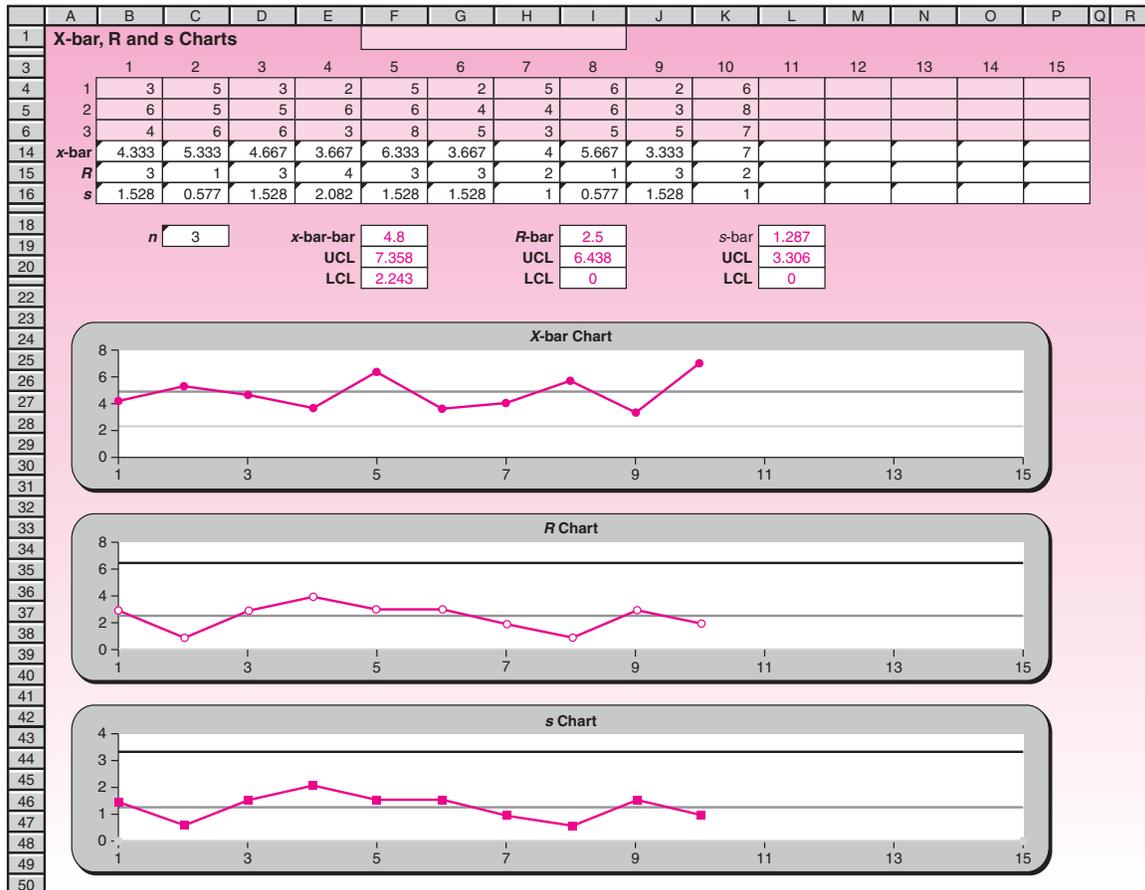 A B C D E F G H I J K L M N O P Q R
1 X-bar, R and s Charts
3 1 2 3 4 5 6 7 8 9 10 11 12 13 14 15
4 1 3 5 3 2 5 2 5 6 2 6
5 2 6 5 5 6 6 4 4 6 3 8
6 3 4 6 6 3 8 5 3 5 5 7
14 x-bar 4.333 5.333 4.667 3.667 6.333 3.667 4 5.667 3.333 7
15 R 3 1 3 4 3 3 2 1 3 2
16 s 1.528 0.577 1.528 2.082 1.528 1.528 1 0.577 1.528 1
18 n 3 x-bar-bar 4.8 R-bar 2.5 s-bar 1.287
19 UCL 7.358 UCL 6.438 UCL 3.306
20 LCL 2.243 LCL 0 LCL 0
22
23
24 X-bar Chart
25 8
26 6
27 4
28 2
29
30 0
1 3 5 7 9 11 13 15
31
32
33 R Chart
34 8
35 6
36 4
37
38 2
39 0
40 1 3 5 7 9 11 13 15
41
42 s Chart
43 4
44 3
45 2
46
47 1
48 0
49 1 3 5 7 9 11 13 15
50